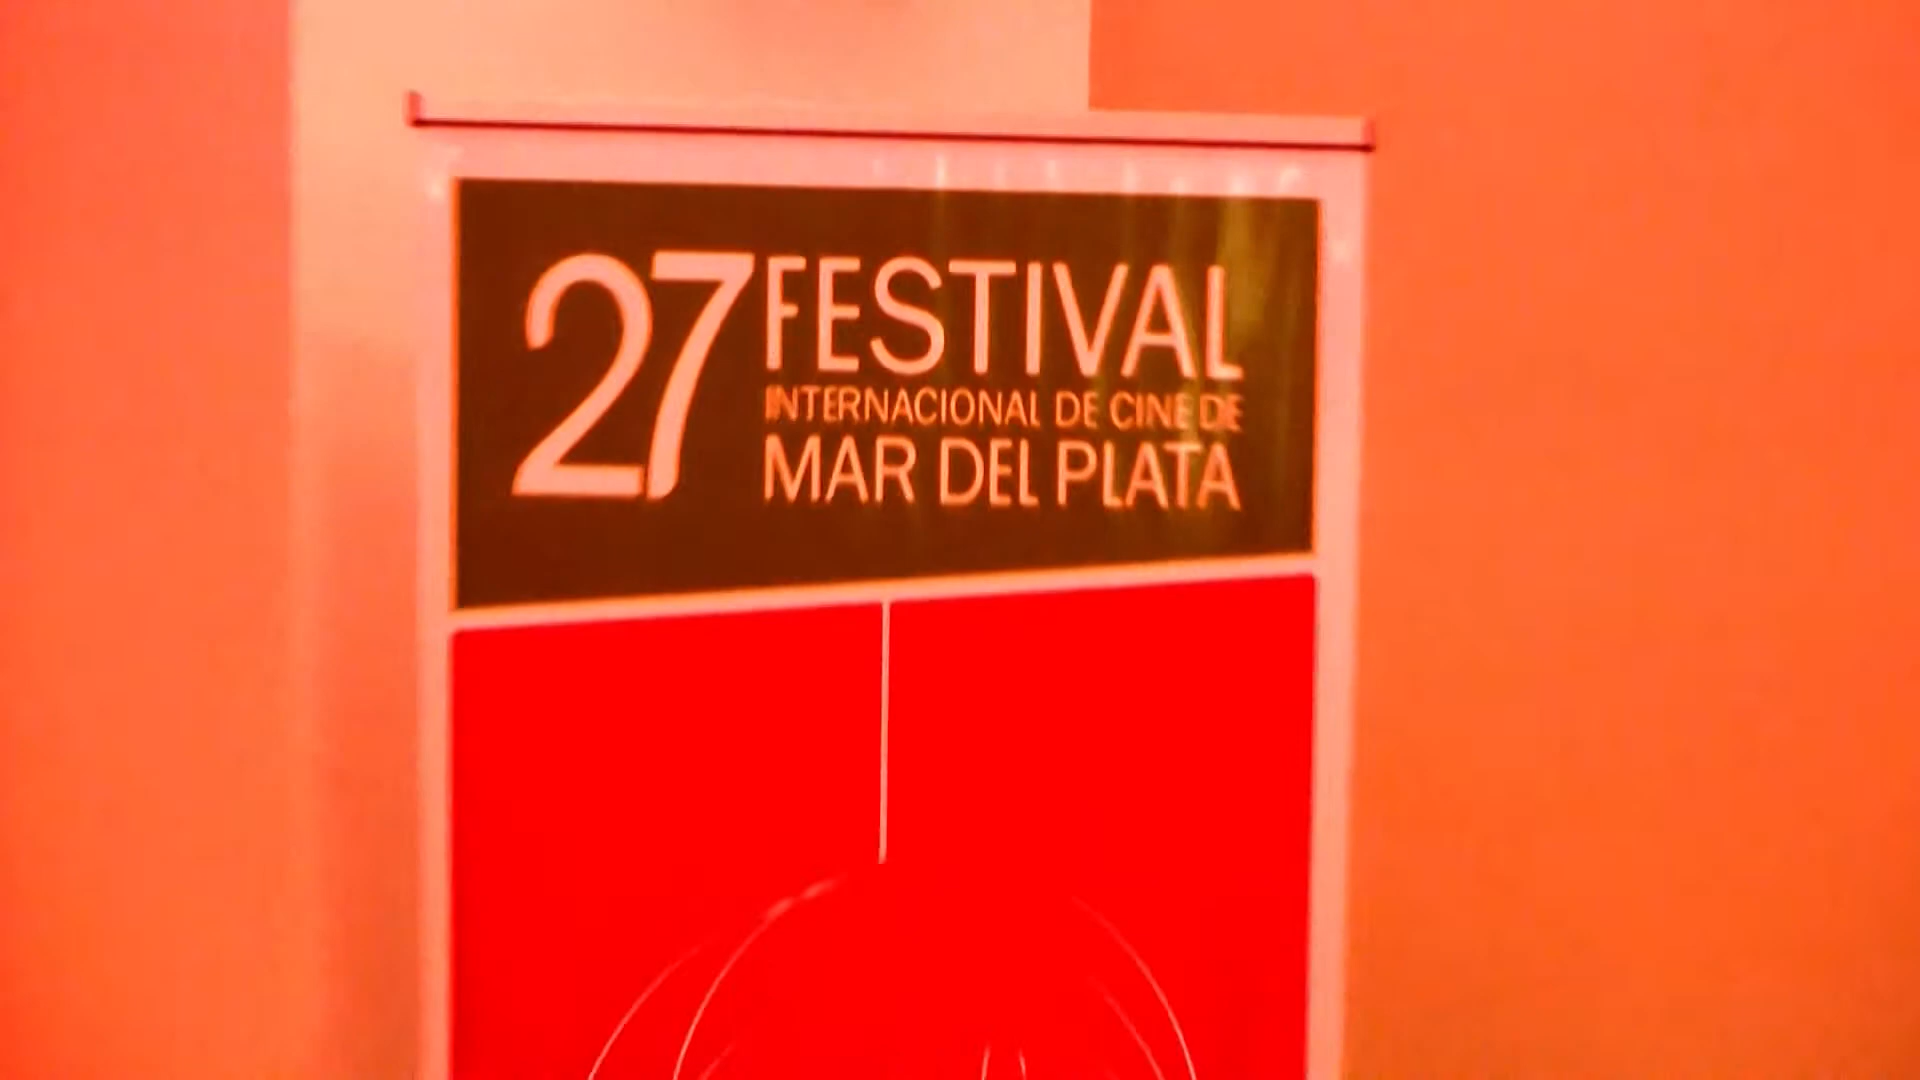 27 FESTIVAL
INTERNACIONAL DE CINE DE
MAR DEL PLATA